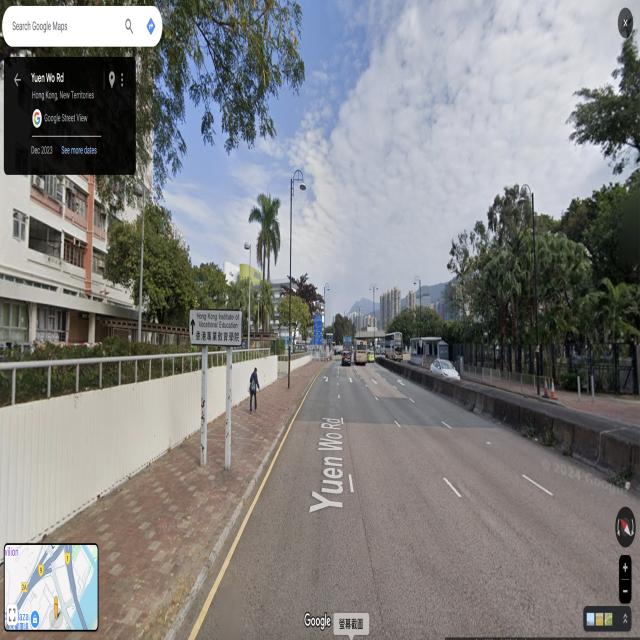 Search Google Maps
Yuen Wo Rd
Hong Kong, New Territories
Google Street View
Dec 2023
See more dates
Hong Kong Institute of
Vocational Education
香港專業教育學院
Yuen Wo Rd
Google
螢幕截圖